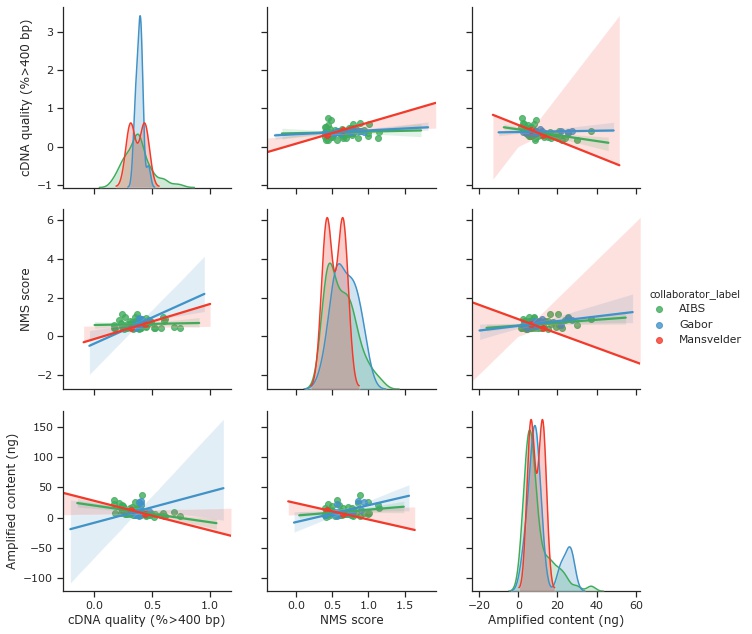 cDNA quality (%>400 bp)
3
2
1
0
−1
NMS score
6
4
2
0
−2
collaborator_label
AIBS
Gabor
Mansvelder
Amplified content (ng)
150
100
50
0
−50
−100
0.0 0.5 1.0
cDNA quality (%>400 bp)
0.0 0.5 1.0 1.5
NMS score
−20 0 20 40 60
Amplified content (ng)